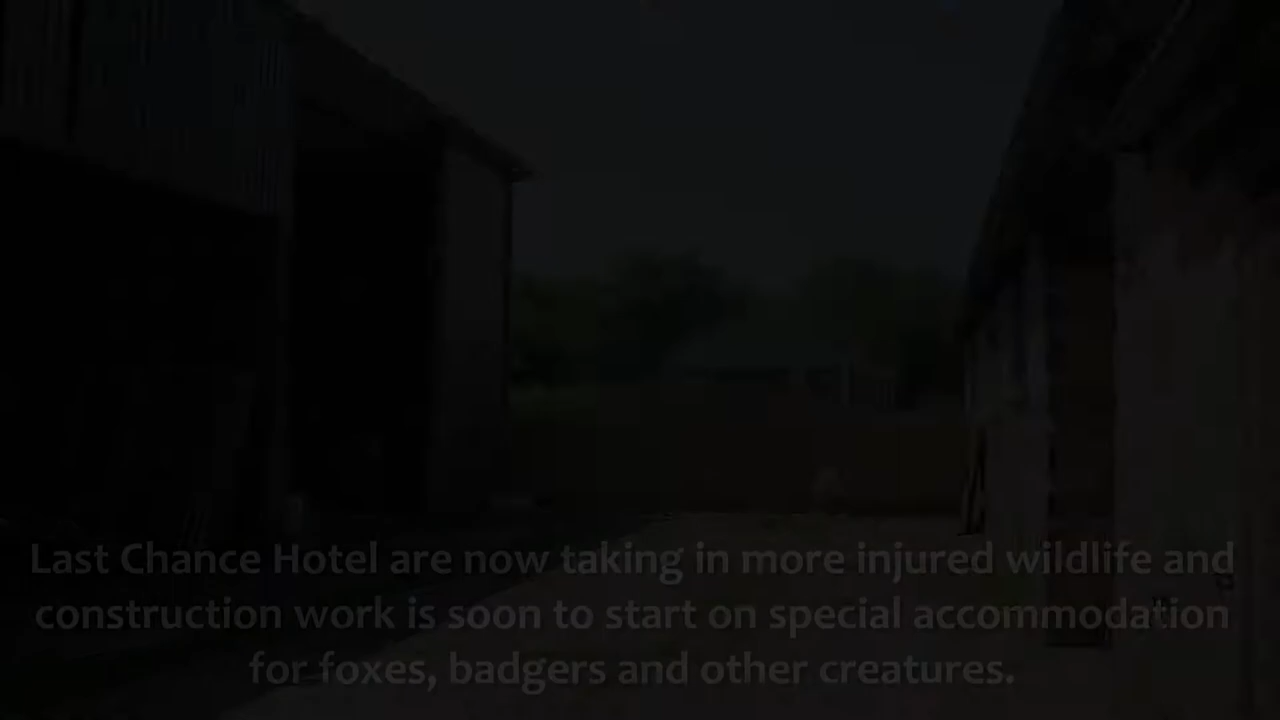 Last Chance Hotel are now taking in more injured wildlife and
construction work is soon to start on special accommodation
for foxes, badgers and other creatures.